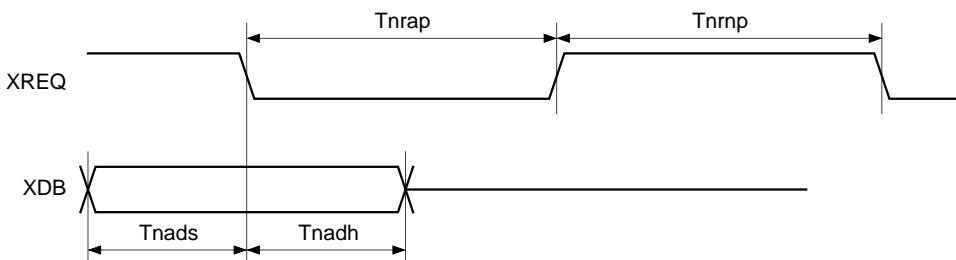 Tnrap
Tnrnp
XREQ
XDB
Tnads
Tnadh